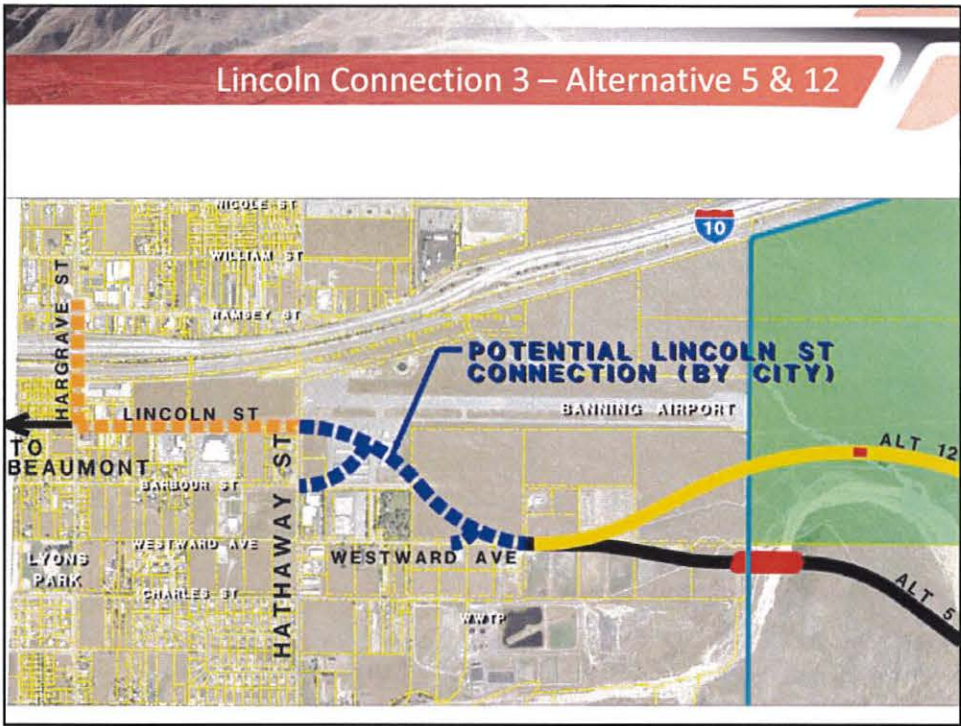 Lincoln Connection 3 – Alternative 5 & 12
NICOLE ST
10
WILLIAM ST
HARGRAVE ST
RAMSEY ST
POTENTIAL LINCOLN ST
CONNECTION (BY CITY)
LINCOLN ST
BANNING AIRPORT
TO
BEAUMONT
HATHAWAY ST
ALT 12
BARBOUR ST
WESTWARD AVE
WESTWARD AVE
LYONS
PARK
CHARLES ST
ALT 5
WWTP